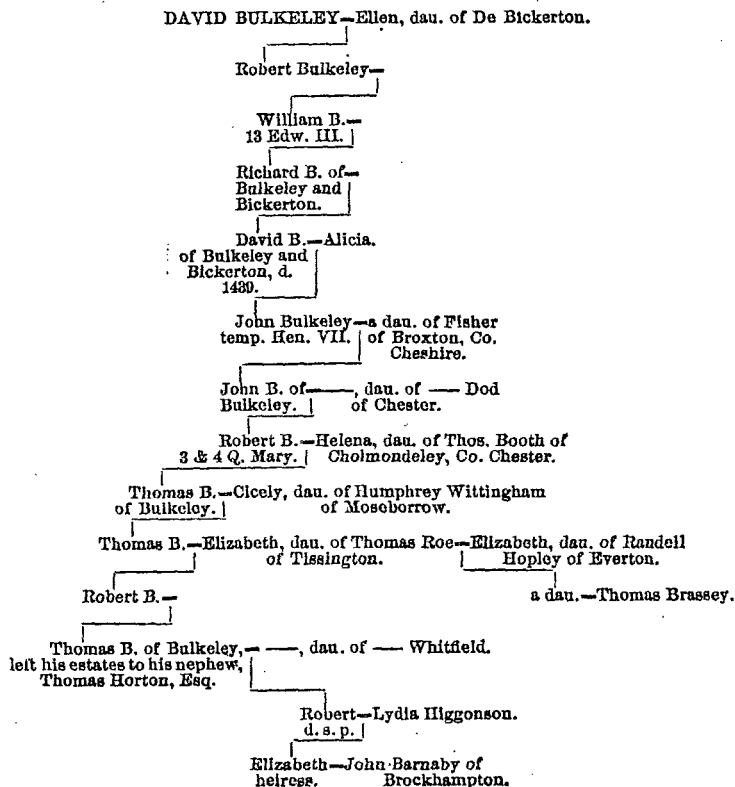 DAVID BULKELEY—Ellen, dau. of De Bickerton.
Robert Bulkeley—
William B.—
13 Edw. III.
Richard B. of—
Bulkeley and
Bickerton.
David B.—Alicia.
of Bulkeley and
Bickerton, d.
1439.
John Bulkeley—a dau. of Fisher
temp. Hen. VII. of Broxton, Co.
Cheshire.
John B. of———, dau. of —— Dod
Bulkeley. of Chester.
Robert B.—Helena, dau. of Thos. Booth of
3 & 4 Q. Mary. Cholmondeley, Co. Chester.
Thomas B.—Cicely, dau. of Humphrey Wittingham
of Bulkeley. of Moseborrow.
Thomas B.—Elizabeth, dau. of Thomas Roe—Elizabeth, dau. of Randell
of Tissington. Hopley of Everton.
Robert B.— a dau.—Thomas Brassey.
Thomas B. of Bulkeley,— ——, dau. of —— Whitfield.
left his estates to his nephew,
Thomas Horton, Esq.
Robert—Lydia Higgonson.
d. s. p.
Elizabeth—John Barnaby of
heiress. Brockhampton.